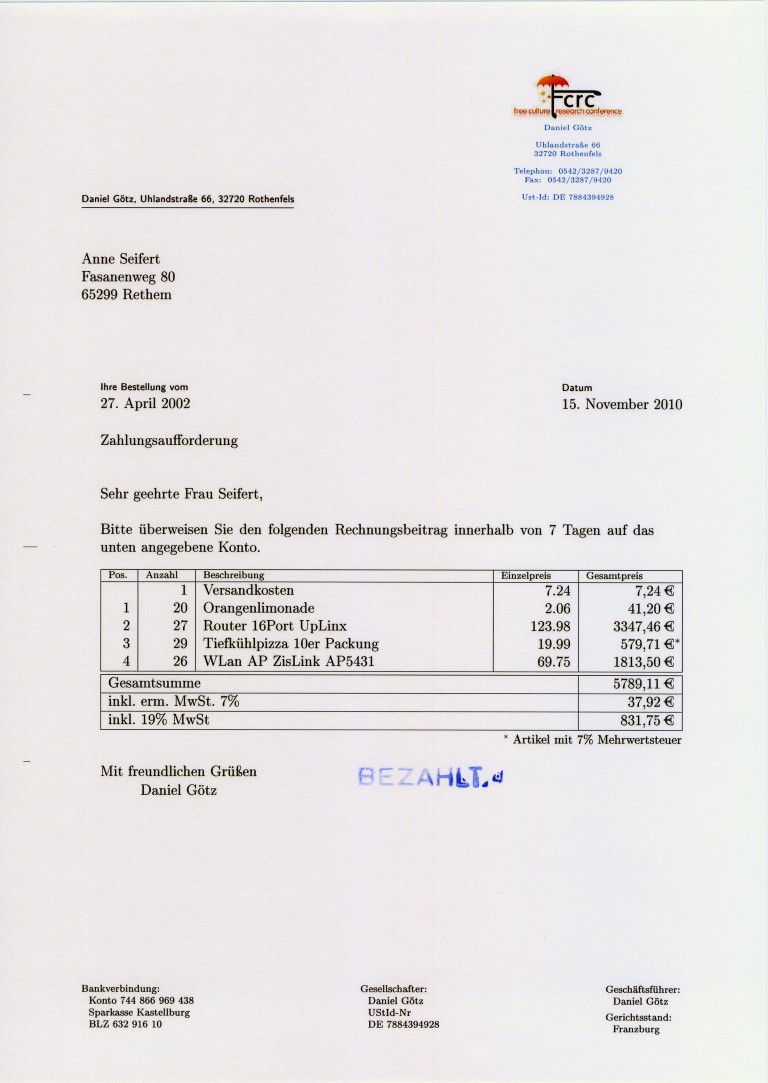 Fcrc
free culture research conference
Daniel Götz
Uhlandstraße 66
32720 Rothenfels
Telephon: 0542/3287/9420
Fax: 0542/3287/9420
Ust-Id: DE 7884394928
Daniel Götz, Uhlandstraße 66, 32720 Rothenfels
Anne Seifert
Fasanenweg 80
65299 Rethem
Ihre Bestellung vom Datum
27. April 2002 15. November 2010
Zahlungsaufforderung
Sehr geehrte Frau Seifert,
Bitte überweisen Sie den folgenden Rechnungsbeitrag innerhalb von 7 Tagen auf das
unten angegebene Konto.
Pos. Anzahl Beschreibung Einzelpreis Gesamtpreis
1 Versandkosten 7.24 7,24 €
1 20 Orangenlimonade 2.06 41,20 €
2 27 Router 16Port UpLinx 123.98 3347,46 €
3 29 Tiefkühlpizza 10er Packung 19.99 579,71 €*
4 26 WLan AP ZisLink AP5431 69.75 1813,50 €
Gesamtsumme 5789,11 €
inkl. erm. MwSt. 7% 37,92 €
inkl. 19% MwSt 831,75 €
* Artikel mit 7% Mehrwertsteuer
Mit freundlichen Grüßen
Daniel Götz
BEZAHLT.
Bankverbindung: Gesellschafter: Geschäftsführer:
Konto 744 866 969 438 Daniel Götz Daniel Götz
Sparkasse Kastellburg UStId-Nr Gerichtsstand:
BLZ 632 916 10 DE 7884394928 Franzburg